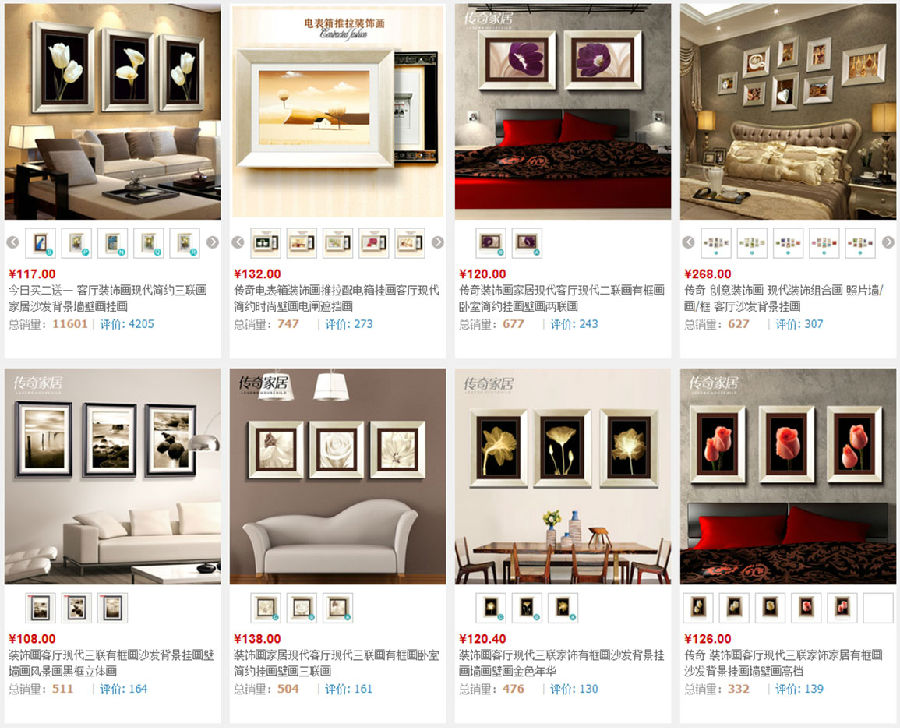 电表箱推拉装饰画
Contracted fashion
传奇家居
¥117.00
今日买二送一 客厅装饰画现代简约三联画
家居沙发背景墙壁画挂画
总销量：11601 | 评价: 4205
¥132.00
传奇电表箱装饰画推拉配电箱挂画客厅现代
简约时尚壁画电闸遮挡画
总销量：747 | 评价: 273
¥120.00
传奇装饰画家居现代客厅现代二联画有框画
卧室简约挂画壁画两联画
总销量：677 | 评价: 243
¥268.00
传奇 创意装饰画 现代装饰组合画 照片墙/
画/框 客厅沙发背景挂画
总销量：627 | 评价: 307
传奇家居
传奇家居
传奇家居
传奇家居
¥108.00
装饰画客厅现代三联有框画沙发背景挂画壁
墙画风景画黑框立体画
总销量：511 | 评价: 164
¥138.00
装饰画家居现代客厅现代三联画有框画卧室
简约挂画壁画三联画
总销量：504 | 评价: 161
¥120.40
装饰画客厅现代三联家饰有框画沙发背景挂
画墙画壁画金色年华
总销量：476 | 评价: 130
¥126.00
传奇 装饰画客厅现代三联家饰家居有框画
沙发背景挂画墙壁画高档
总销量：332 | 评价: 139